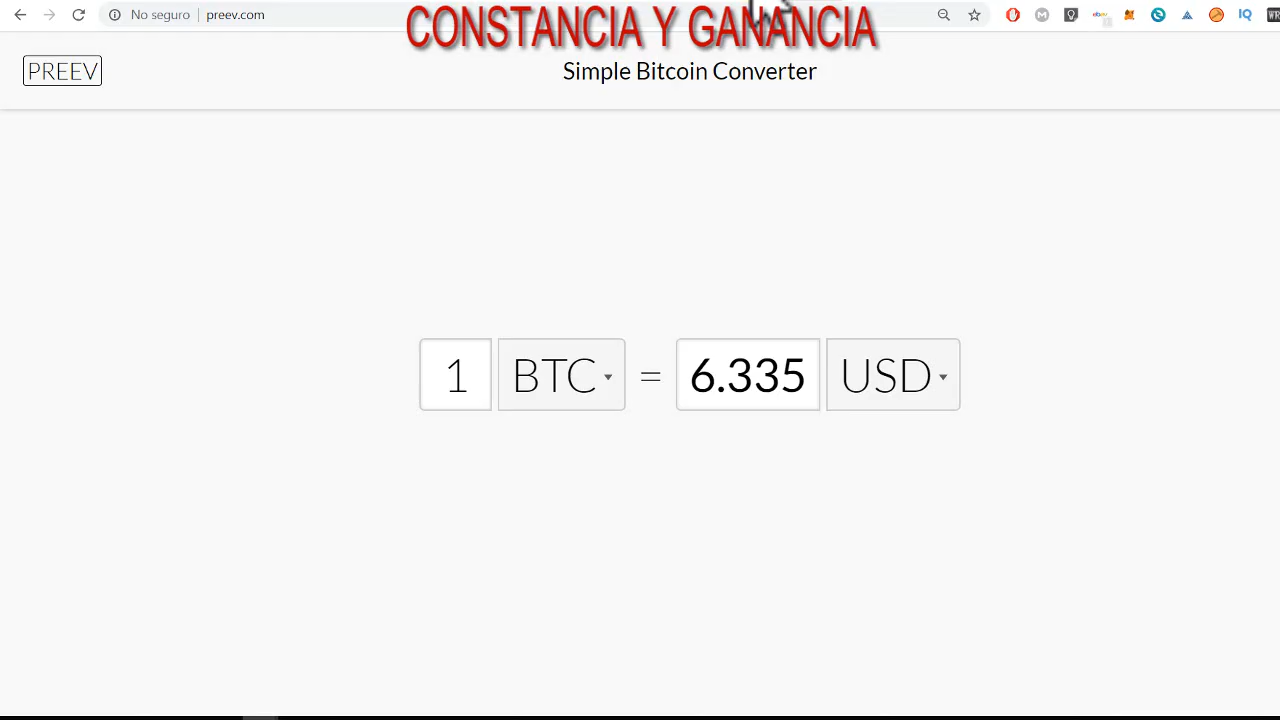 No seguro preev.com
CONSTANCIA Y GANANCIA
PREEV
Simple Bitcoin Converter
1 BTC = 6.335 USD